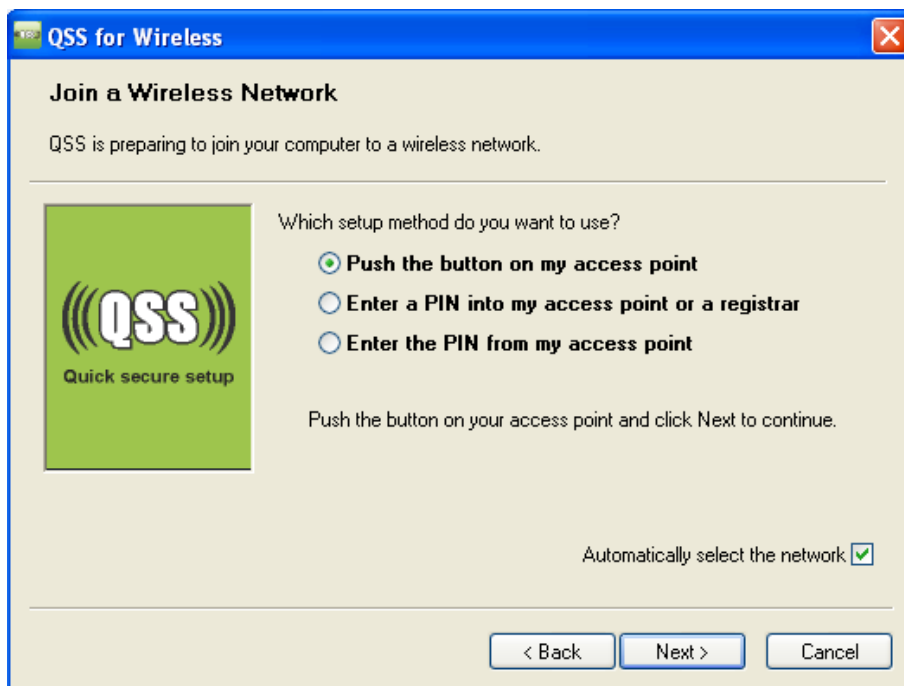 QSS for Wireless
Join a Wireless Network
QSS is preparing to join your computer to a wireless network.
Which setup method do you want to use?
Push the button on my access point
Enter a PIN into my access point or a registrar
Enter the PIN from my access point
(((QSS)))
Quick secure setup
Push the button on your access point and click Next to continue.
Automatically select the network
< Back
Next >
Cancel